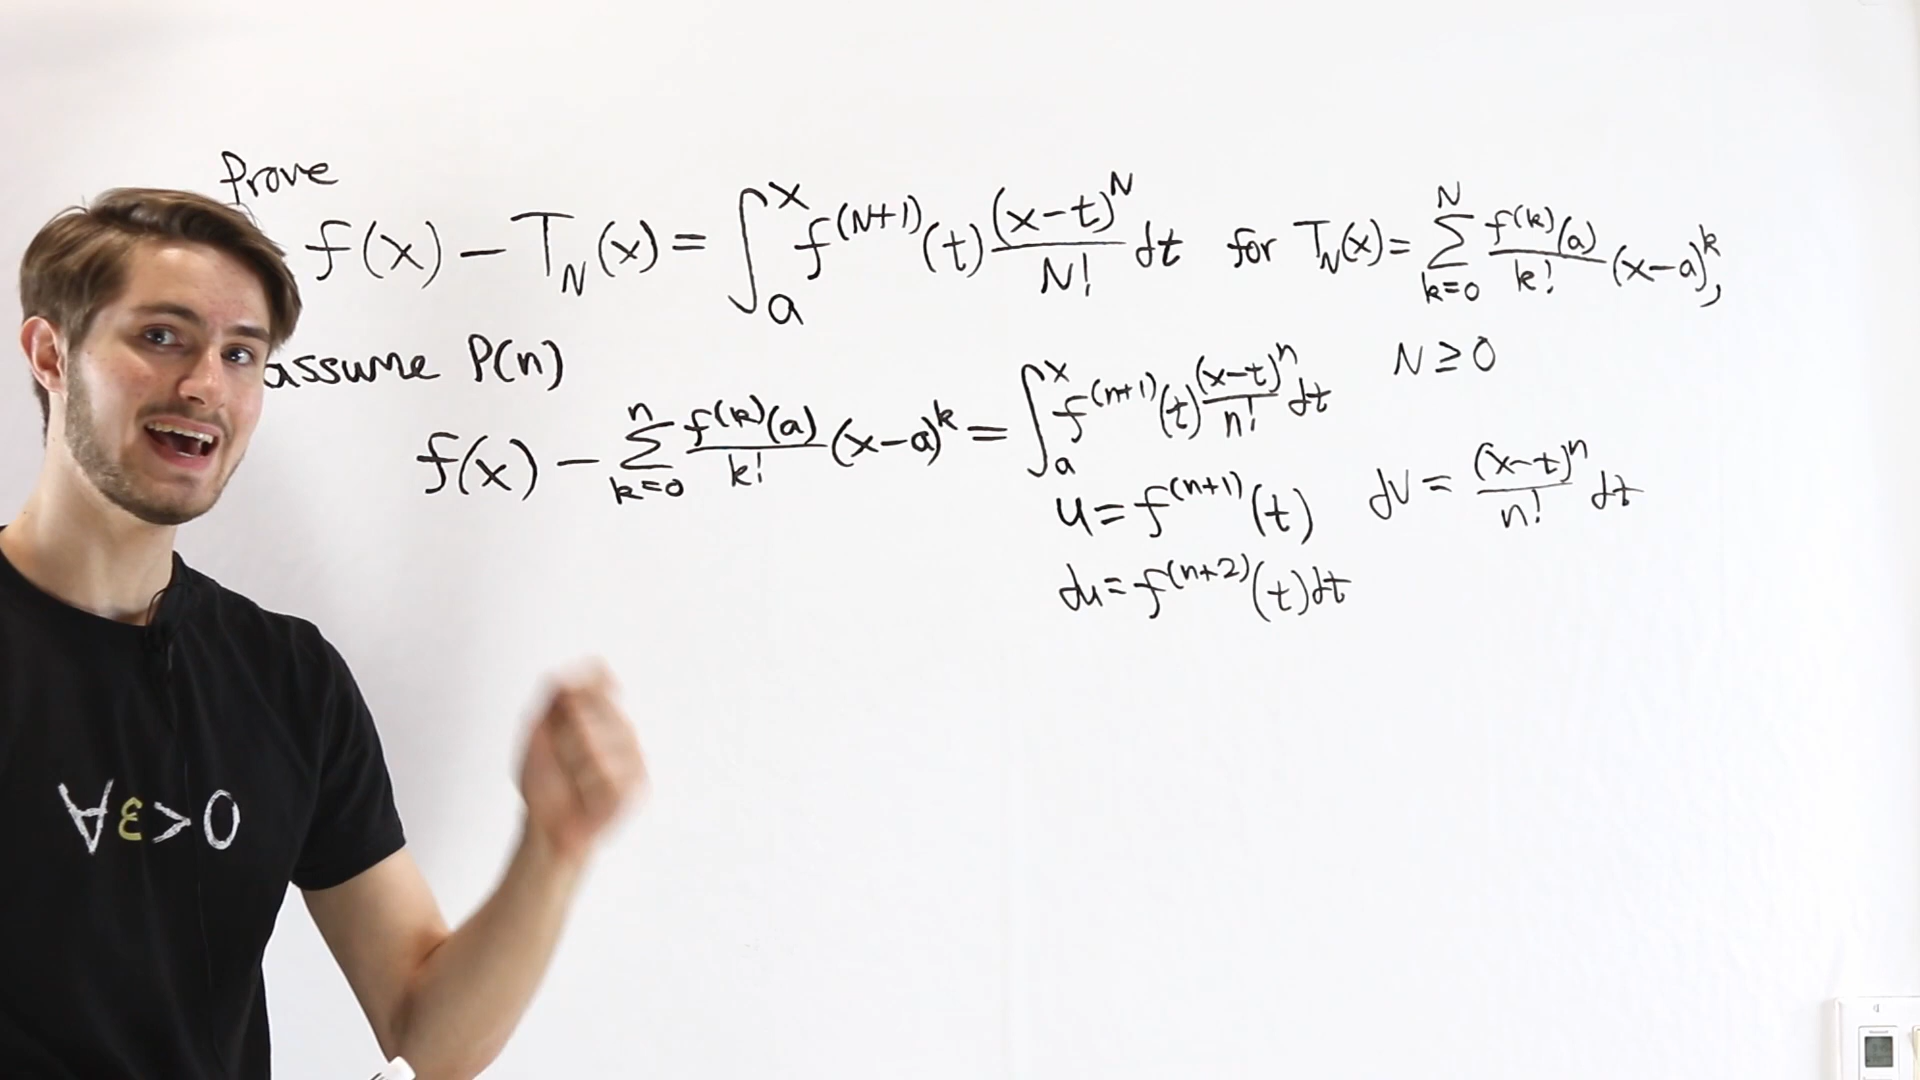 Prove
f(x) − T_N(x) = ∫_a^x f^(N+1)(t) (x−t)^N/N! dt for T_N(x) = Σ_{k=0}^N f^(k)(a)/k! (x−a)^k,
N ≥ 0
assume P(n)
f(x) − Σ_{k=0}^n f^(k)(a)/k! (x−a)^k = ∫_a^x f^(n+1)(t) (x−t)^n/n! dt
u = f^(n+1)(t) dv = (x−t)^n/n! dt
du = f^(n+2)(t)dt
∀ε>0